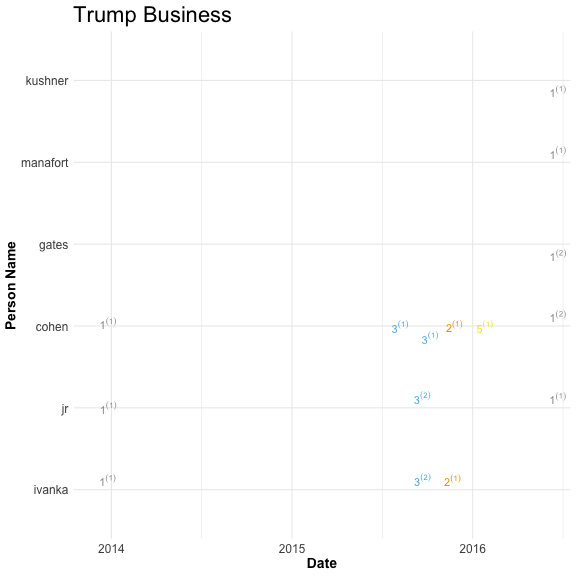 Trump Business
kushner
1(1)
manafort
1(1)
gates
1(2)
cohen
1(1)
3(1)
3(1)
2(1)
5(1)
1(2)
jr
1(1)
3(2)
1(1)
ivanka
1(1)
3(2)
2(1)
Person Name
2014
2015
2016
Date